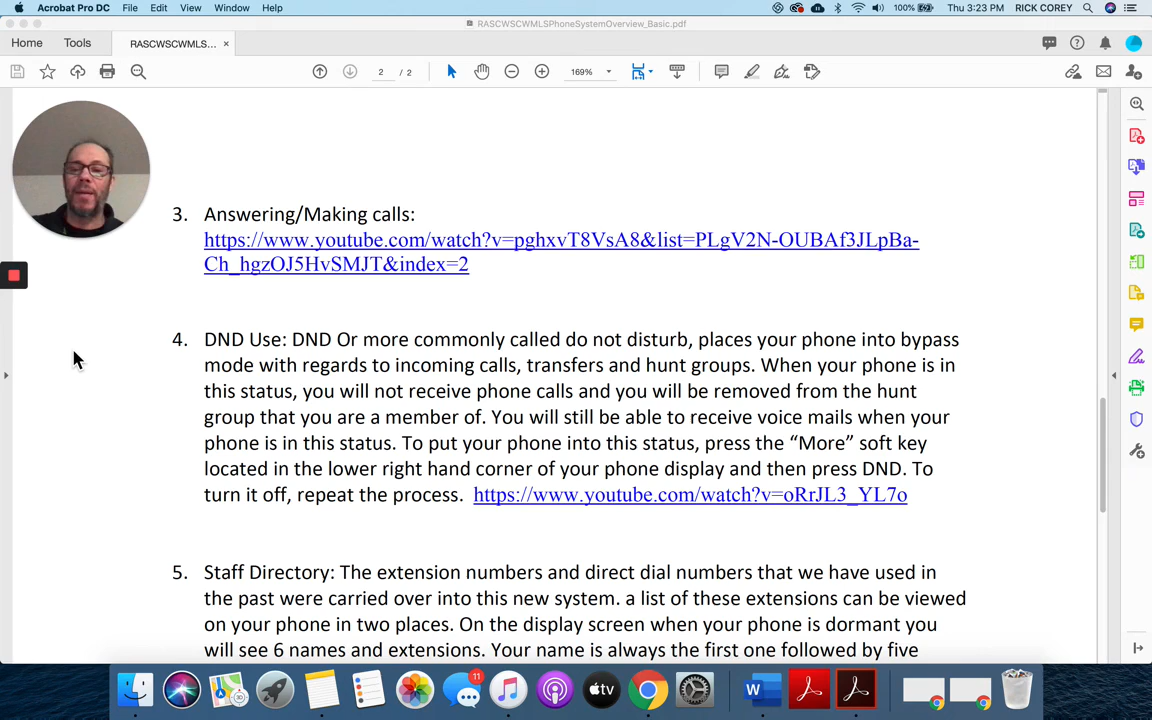 Acrobat Pro DC File Edit View Window Help 100% Thu 3:23 PM RICK COREY
RASCWSCWMLSPhoneSystemOverview_Basic.pdf
Home Tools RASCWSCWMLS... ×
2 / 2 169%
3. Answering/Making calls:
https://www.youtube.com/watch?v=pghxvT8VsA8&list=PLgV2N-OUBAf3JLpBa-
Ch_hgzOJ5HvSMJT&index=2
4. DND Use: DND Or more commonly called do not disturb, places your phone into bypass
mode with regards to incoming calls, transfers and hunt groups. When your phone is in
this status, you will not receive phone calls and you will be removed from the hunt
group that you are a member of. You will still be able to receive voice mails when your
phone is in this status. To put your phone into this status, press the “More” soft key
located in the lower right hand corner of your phone display and then press DND. To
turn it off, repeat the process. https://www.youtube.com/watch?v=oRrJL3_YL7o
5. Staff Directory: The extension numbers and direct dial numbers that we have used in
the past were carried over into this new system. a list of these extensions can be viewed
on your phone in two places. On the display screen when your phone is dormant you
will see 6 names and extensions. Your name is always the first one followed by five
11
tv
W